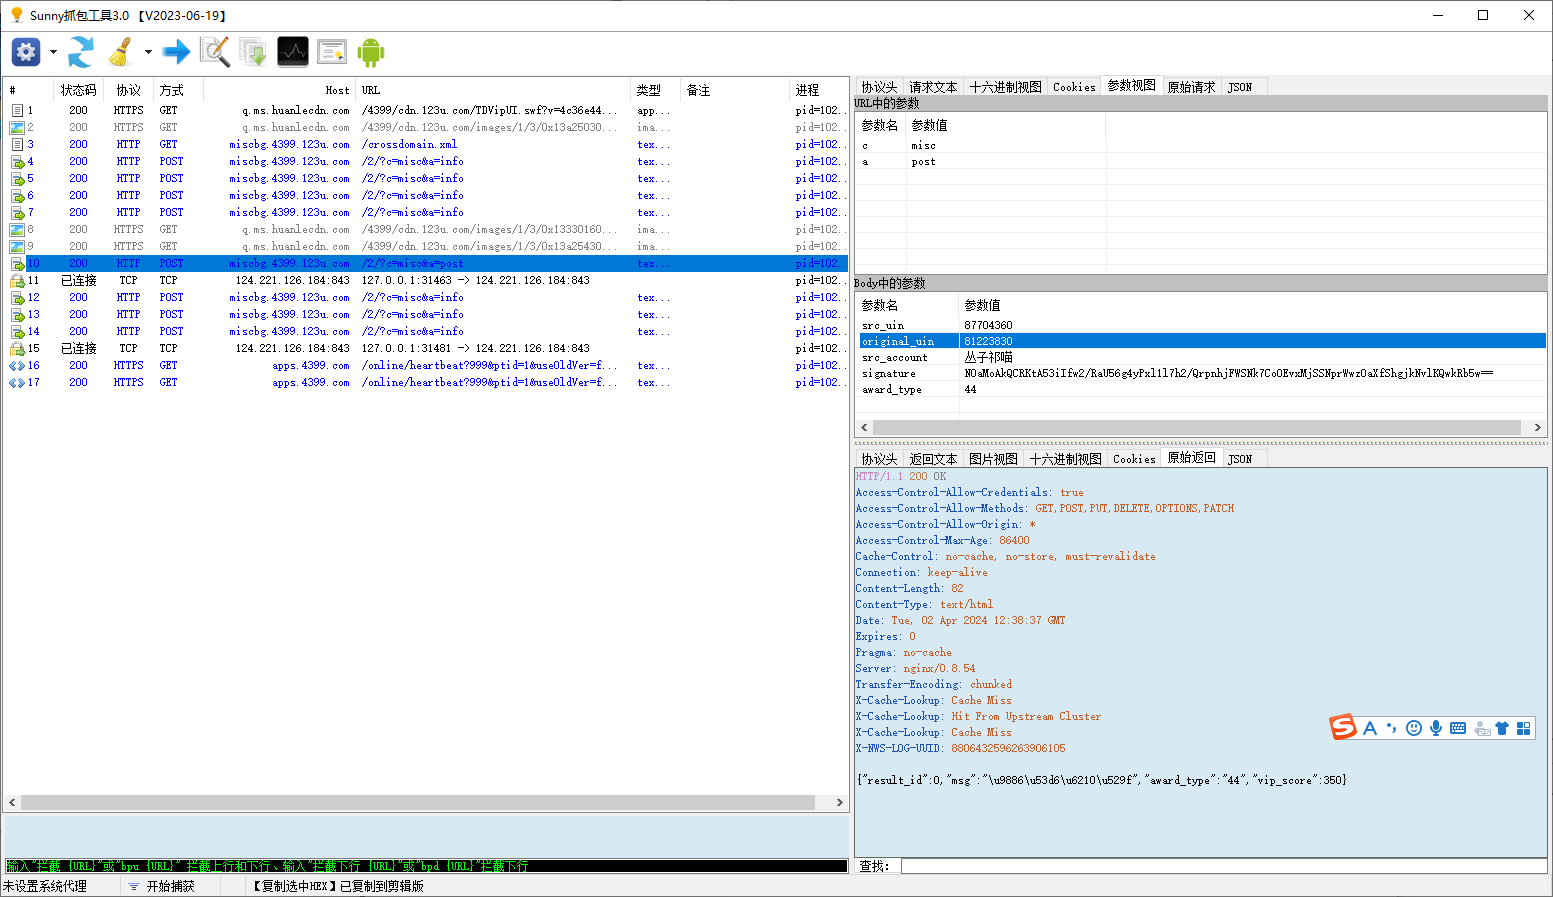 Sunny抓包工具3.0 【V2023-06-19】
# 状态码 协议 方式 Host URL 类型 备注 进程
1 200 HTTPS GET q.ms.huanlecdn.com /4399/cdn.123u.com/TDVipUI.swf?v=4c36e44... app... pid=102..
2 200 HTTPS GET q.ms.huanlecdn.com /4399/cdn.123u.com/images/1/3/0x13a25030... ima... pid=102..
3 200 HTTP GET miscbg.4399.123u.com /crossdomain.xml tex... pid=102..
4 200 HTTP POST miscbg.4399.123u.com /2/?c=misc&a=info tex... pid=102..
5 200 HTTP POST miscbg.4399.123u.com /2/?c=misc&a=info tex... pid=102..
6 200 HTTP POST miscbg.4399.123u.com /2/?c=misc&a=info tex... pid=102..
7 200 HTTP POST miscbg.4399.123u.com /2/?c=misc&a=info tex... pid=102..
8 200 HTTPS GET q.ms.huanlecdn.com /4399/cdn.123u.com/images/1/3/0x13330160... ima... pid=102..
9 200 HTTPS GET q.ms.huanlecdn.com /4399/cdn.123u.com/images/1/3/0x13a25430... ima... pid=102..
10 200 HTTP POST miscbg.4399.123u.com /2/?c=misc&a=post tex... pid=102..
11 已连接 TCP TCP 124.221.126.184:843 127.0.0.1:31463 -> 124.221.126.184:843 pid=102..
12 200 HTTP POST miscbg.4399.123u.com /2/?c=misc&a=info tex... pid=102..
13 200 HTTP POST miscbg.4399.123u.com /2/?c=misc&a=info tex... pid=102..
14 200 HTTP POST miscbg.4399.123u.com /2/?c=misc&a=info tex... pid=102..
15 已连接 TCP TCP 124.221.126.184:843 127.0.0.1:31481 -> 124.221.126.184:843 pid=102..
16 200 HTTPS GET apps.4399.com /online/heartbeat?999&ptid=1&useOldVer=f... pid=102..
17 200 HTTPS GET apps.4399.com /online/heartbeat?999&ptid=1&useOldVer=f... pid=102..
输入"拦截 {URL}"或"bpu {URL}" 拦截上行和下行、输入"拦截下行 {URL}"或"bpd {URL}"拦截下行
未设置系统代理 开始捕获 【复制选中HEX】已复制到剪辑版
协议头 请求文本 十六进制视图 Cookies 参数视图 原始请求 JSON
URL中的参数
参数名 参数值
c misc
a post
Body中的参数
参数名 参数值
src_uin 87704360
original_uin 81223830
src_account 丛子祁喵
signature NOaMoAkQCRKtA53iIfw2/RaU56g4yPxl1l7h2/QrpnhjFWSNk7CoOEvxMjSSNprWwzOaXfShgjkNvlKQwkRb5w==
award_type 44
协议头 返回文本 图片视图 十六进制视图 Cookies 原始返回 JSON
HTTP/1.1 200 OK
Access-Control-Allow-Credentials: true
Access-Control-Allow-Methods: GET,POST,PUT,DELETE,OPTIONS,PATCH
Access-Control-Allow-Origin: *
Access-Control-Max-Age: 86400
Cache-Control: no-cache, no-store, must-revalidate
Connection: keep-alive
Content-Length: 82
Content-Type: text/html
Date: Tue, 02 Apr 2024 12:38:37 GMT
Expires: 0
Pragma: no-cache
Server: nginx/0.8.54
Transfer-Encoding: chunked
X-Cache-Lookup: Cache Miss
X-Cache-Lookup: Hit From Upstream Cluster
X-Cache-Lookup: Cache Miss
X-NWS-LOG-UUID: 8806432596263906105
{"result_id":0,"msg":"\u9886\u53d6\u6210\u529f","award_type":"44","vip_score":350}
查找: